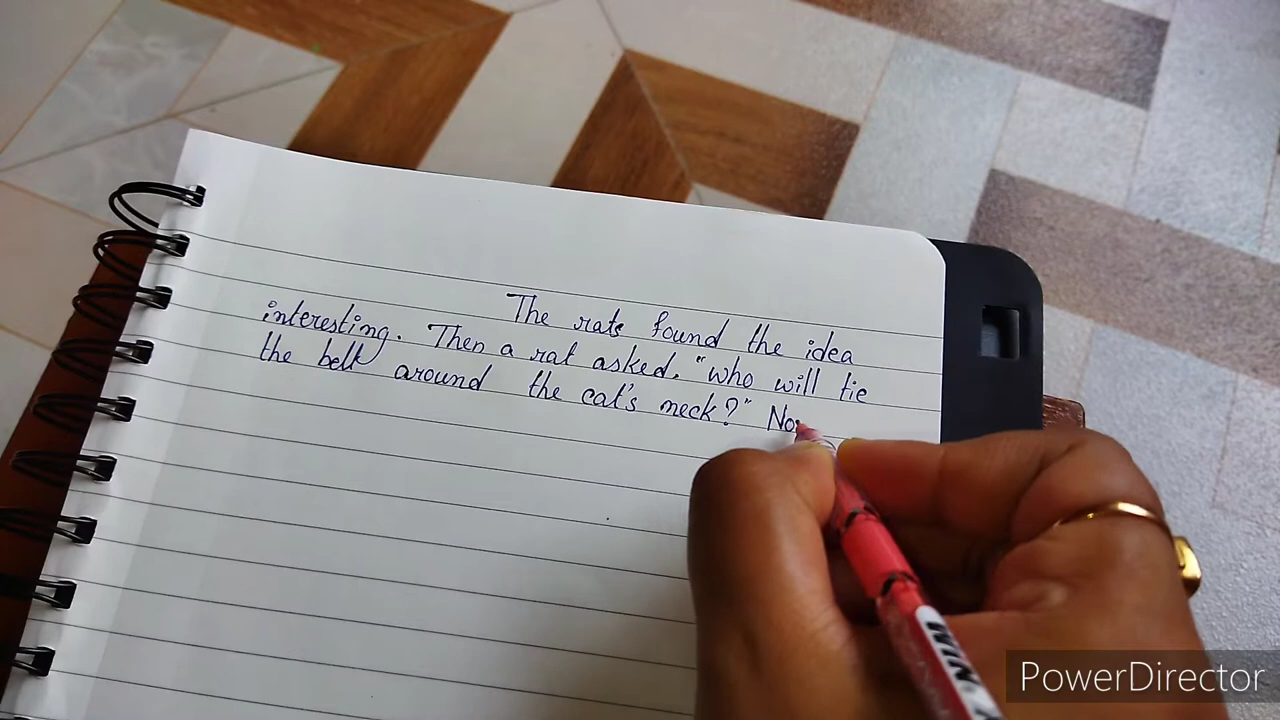 The rats found the idea
interesting. Then a rat asked, "who will tie
the bell around the cat's neck?" No
WIN
PowerDirector